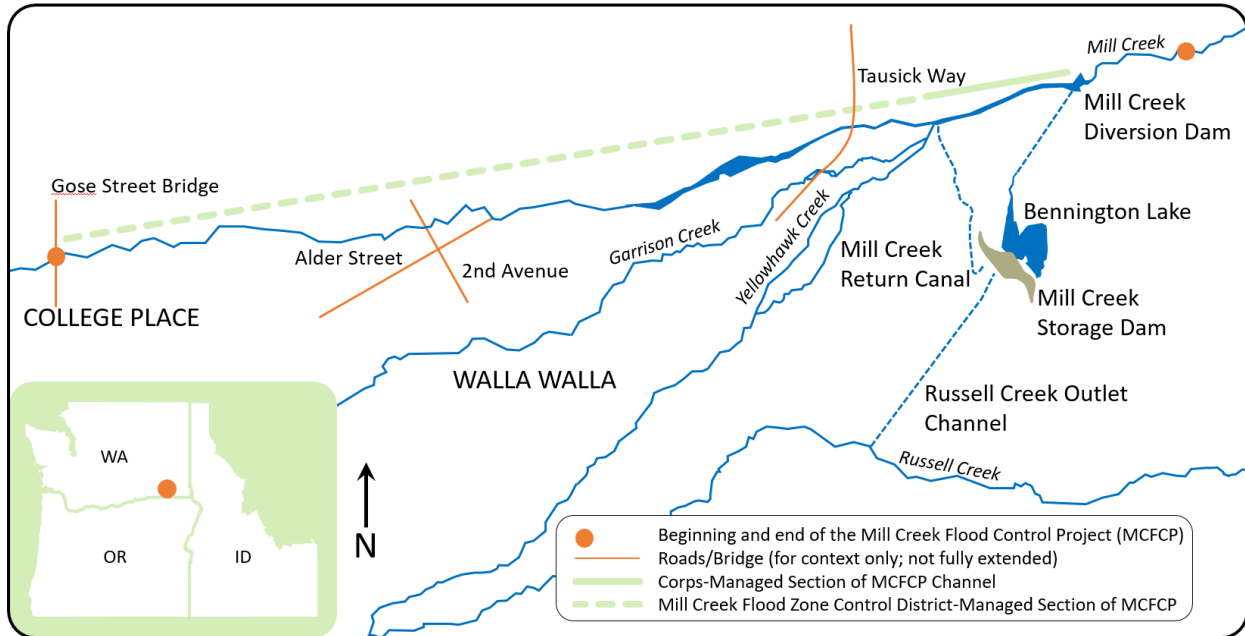 Mill Creek
Tausick Way
Mill Creek
Diversion Dam
Gose Street Bridge
Bennington Lake
Garrison Creek
Yellowhawk Creek
Alder Street
2nd Avenue
Mill Creek
Return Canal
Mill Creek
Storage Dam
COLLEGE PLACE
WALLA WALLA
Russell Creek Outlet
Channel
Russell Creek
WA
OR
ID
N
Beginning and end of the Mill Creek Flood Control Project (MCFCP)
Roads/Bridge (for context only; not fully extended)
Corps-Managed Section of MCFCP Channel
Mill Creek Flood Zone Control District-Managed Section of MCFCP